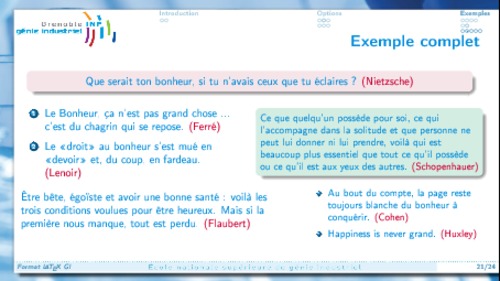 Introduction
Options
Exemples
Grenoble INP
génie industriel
Exemple complet
Que serait ton bonheur, si tu n'avais ceux que tu éclaires ? (Nietzsche)
1 Le Bonheur, ça n'est pas grand chose ...
c'est du chagrin qui se repose. (Ferré)
2 Le «droit» au bonheur s'est mué en
«devoir» et, du coup, en fardeau.
(Lenoir)
Être bête, égoïste et avoir une bonne santé : voilà les
trois conditions voulues pour être heureux. Mais si la
première nous manque, tout est perdu. (Flaubert)
Ce que quelqu'un possède pour soi, ce qui
l'accompagne dans la solitude et que personne ne
peut lui donner ni lui prendre, voilà qui est
beaucoup plus essentiel que tout ce qu'il possède
ou ce qu'il est aux yeux des autres. (Schopenhauer)
Au bout du compte, la page reste
toujours blanche du bonheur à
conquérir. (Cohen)
Happiness is never grand. (Huxley)
Format LATEX GI
École nationale supérieure du génie industriel
21/24